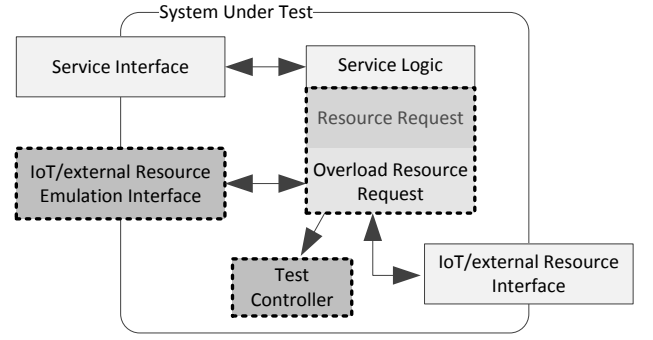 System Under Test
Service Interface
Service Logic
Resource Request
IoT/external Resource
Emulation Interface
Overload Resource
Request
Test
Controller
IoT/external Resource
Interface